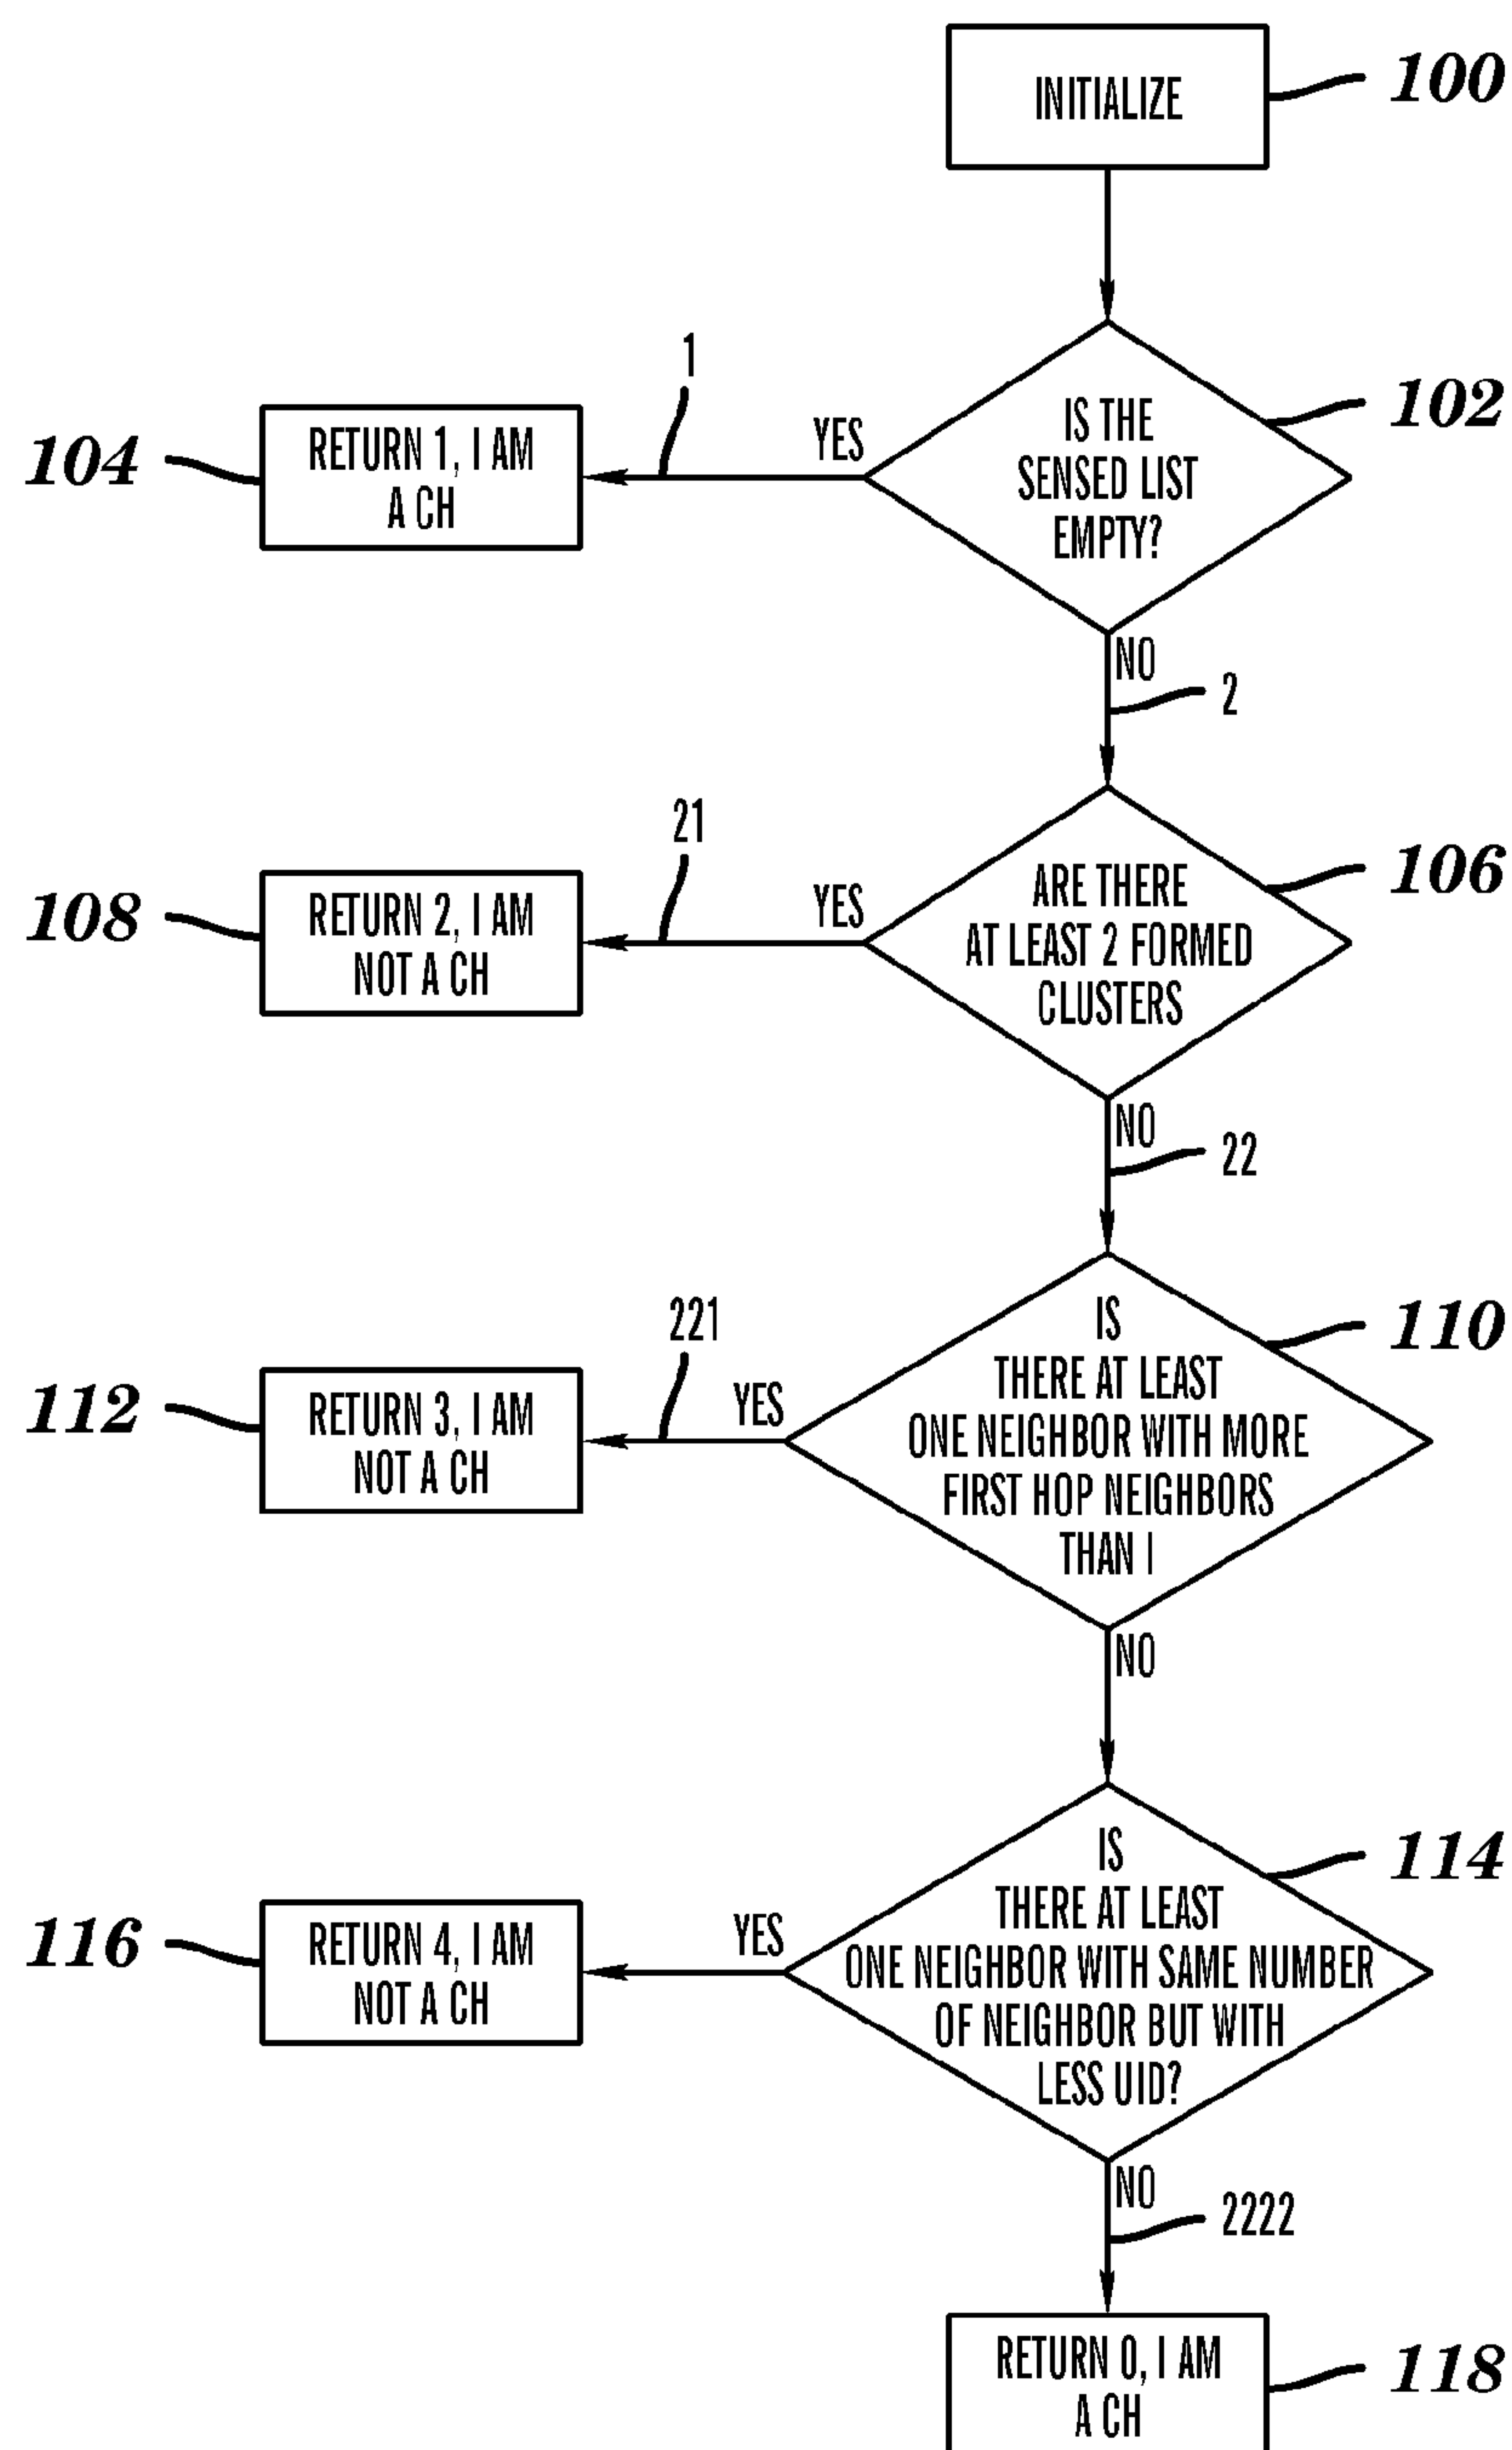 INITIALIZE
100
1
YES
IS THE
SENSED LIST
EMPTY?
102
104
RETURN 1, I AM
A CH
NO
2
21
YES
ARE THERE
AT LEAST 2 FORMED
CLUSTERS
106
108
RETURN 2, I AM
NOT A CH
NO
22
221
YES
IS
THERE AT LEAST
ONE NEIGHBOR WITH MORE
FIRST HOP NEIGHBORS
THAN I
110
112
RETURN 3, I AM
NOT A CH
NO
YES
IS
THERE AT LEAST
ONE NEIGHBOR WITH SAME NUMBER
OF NEIGHBOR BUT WITH
LESS UID?
114
116
RETURN 4, I AM
NOT A CH
NO
2222
RETURN 0, I AM
A CH
118